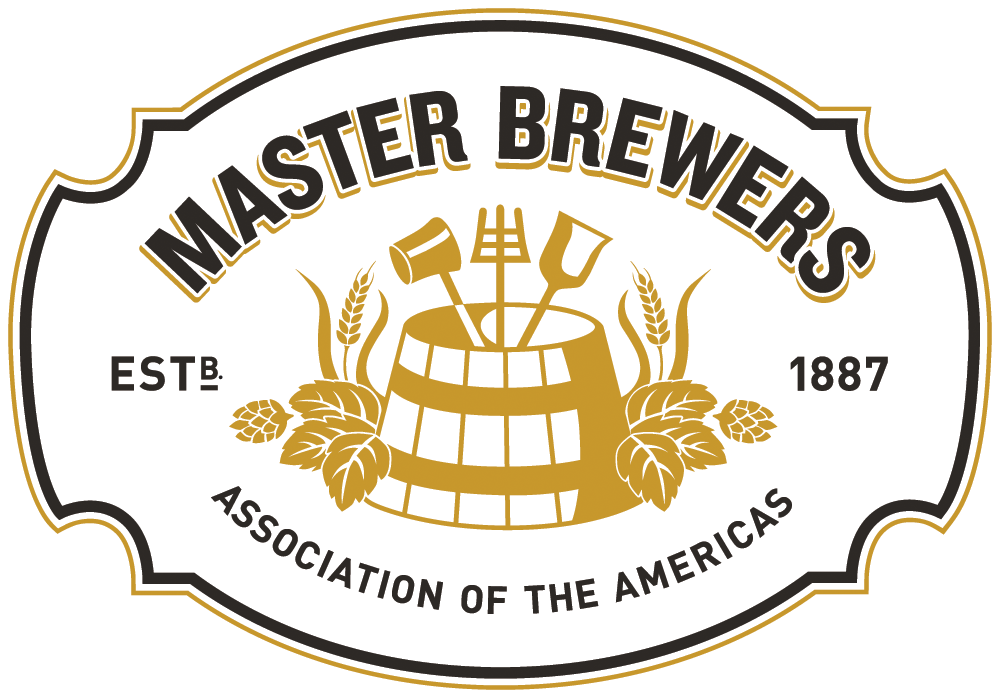 MASTER BREWERS
ESTB.
1887
ASSOCIATION OF THE AMERICAS